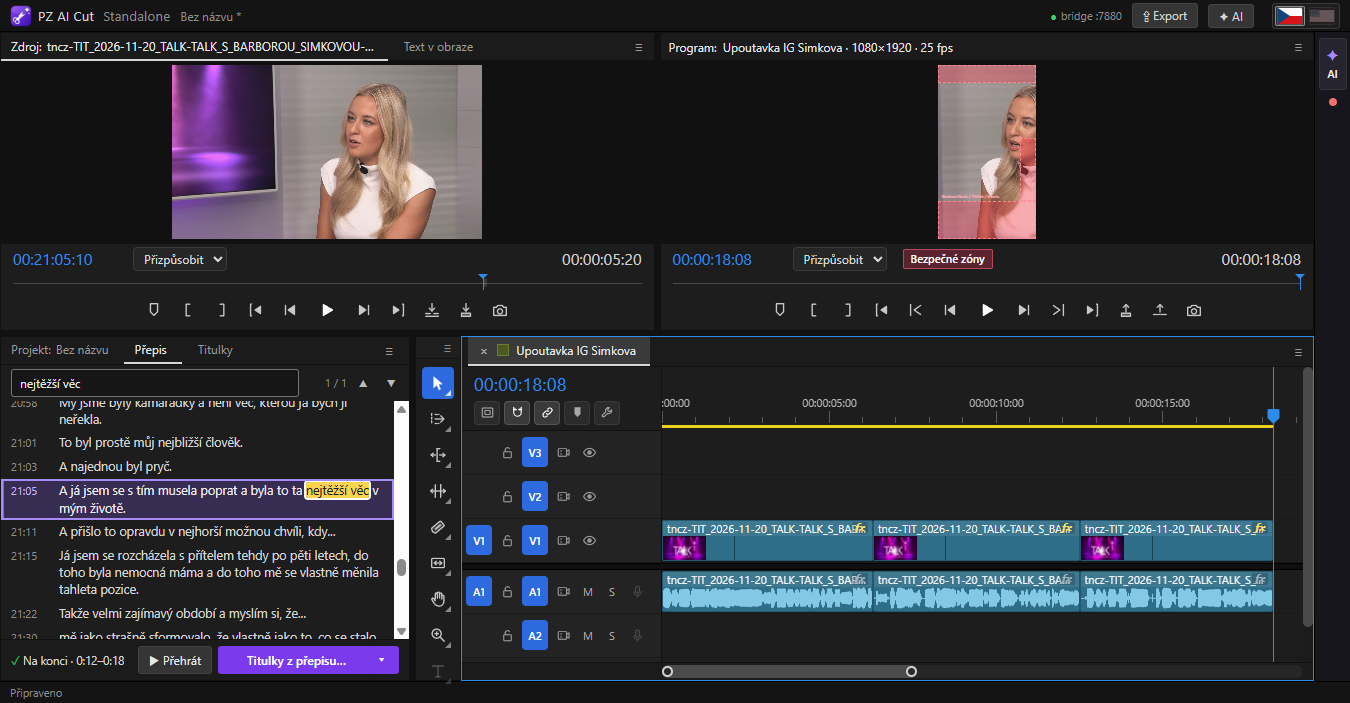 PZ AI Cut Standalone Bez názvu *
bridge :7880 Export AI
Zdroj: tncz-TIT_2026-11-20_TALK-TALK_S_BARBOROU_SIMKOVOU-... Text v obraze
Program: Upoutavka IG Simkova · 1080×1920 · 25 fps
AI
00:21:05:10 Přizpůsobit 00:00:05:20
00:00:18:08 Přizpůsobit Bezpečné zóny 00:00:18:08
Projekt: Bez názvu Přepis Titulky
nejtěžší věc 1 / 1
20:58 My jsme byly kamarádky a není věc, kterou já bych jí
neřekla.
21:01 To byl prostě můj nejbližší člověk.
21:03 A najednou byl pryč.
21:05 A já jsem se s tím musela poprat a byla to ta nejtěžší věc v
mým životě.
21:11 A přišlo to opravdu v nejhorší možnou chvíli, kdy...
21:15 Já jsem se rozcházela s přítelem tehdy po pěti letech, do
toho byla nemocná máma a do toho mě se vlastně měnila
tahleta pozice.
21:22 Takže velmi zajímavý období a myslím si, že...
21:30 mě jako strašně sformovalo, že vlastně jako to, co se stalo
✓ Na konci · 0:12–0:18 Přehrát Titulky z přepisu...
Připraveno
× Upoutavka IG Simkova
00:00:18:08
:00:00 00:00:05:00 00:00:10:00 00:00:15:00
V3
V2
V1 V1
tncz-TIT_2026-11-20_TALK-TALK_S_BA fx tncz-TIT_2026-11-20_TALK-TALK_S_BA fx tncz-TIT_2026-11-20_TALK-TALK_S_ fx
TALK TALK TALK
A1 A1 M S
tncz-TIT_2026-11-20_TALK-TALK_S_BA fx tncz-TIT_2026-11-20_TALK-TALK_S_BA fx tncz-TIT_2026-11-20_TALK-TALK_S_ fx
A2 M S